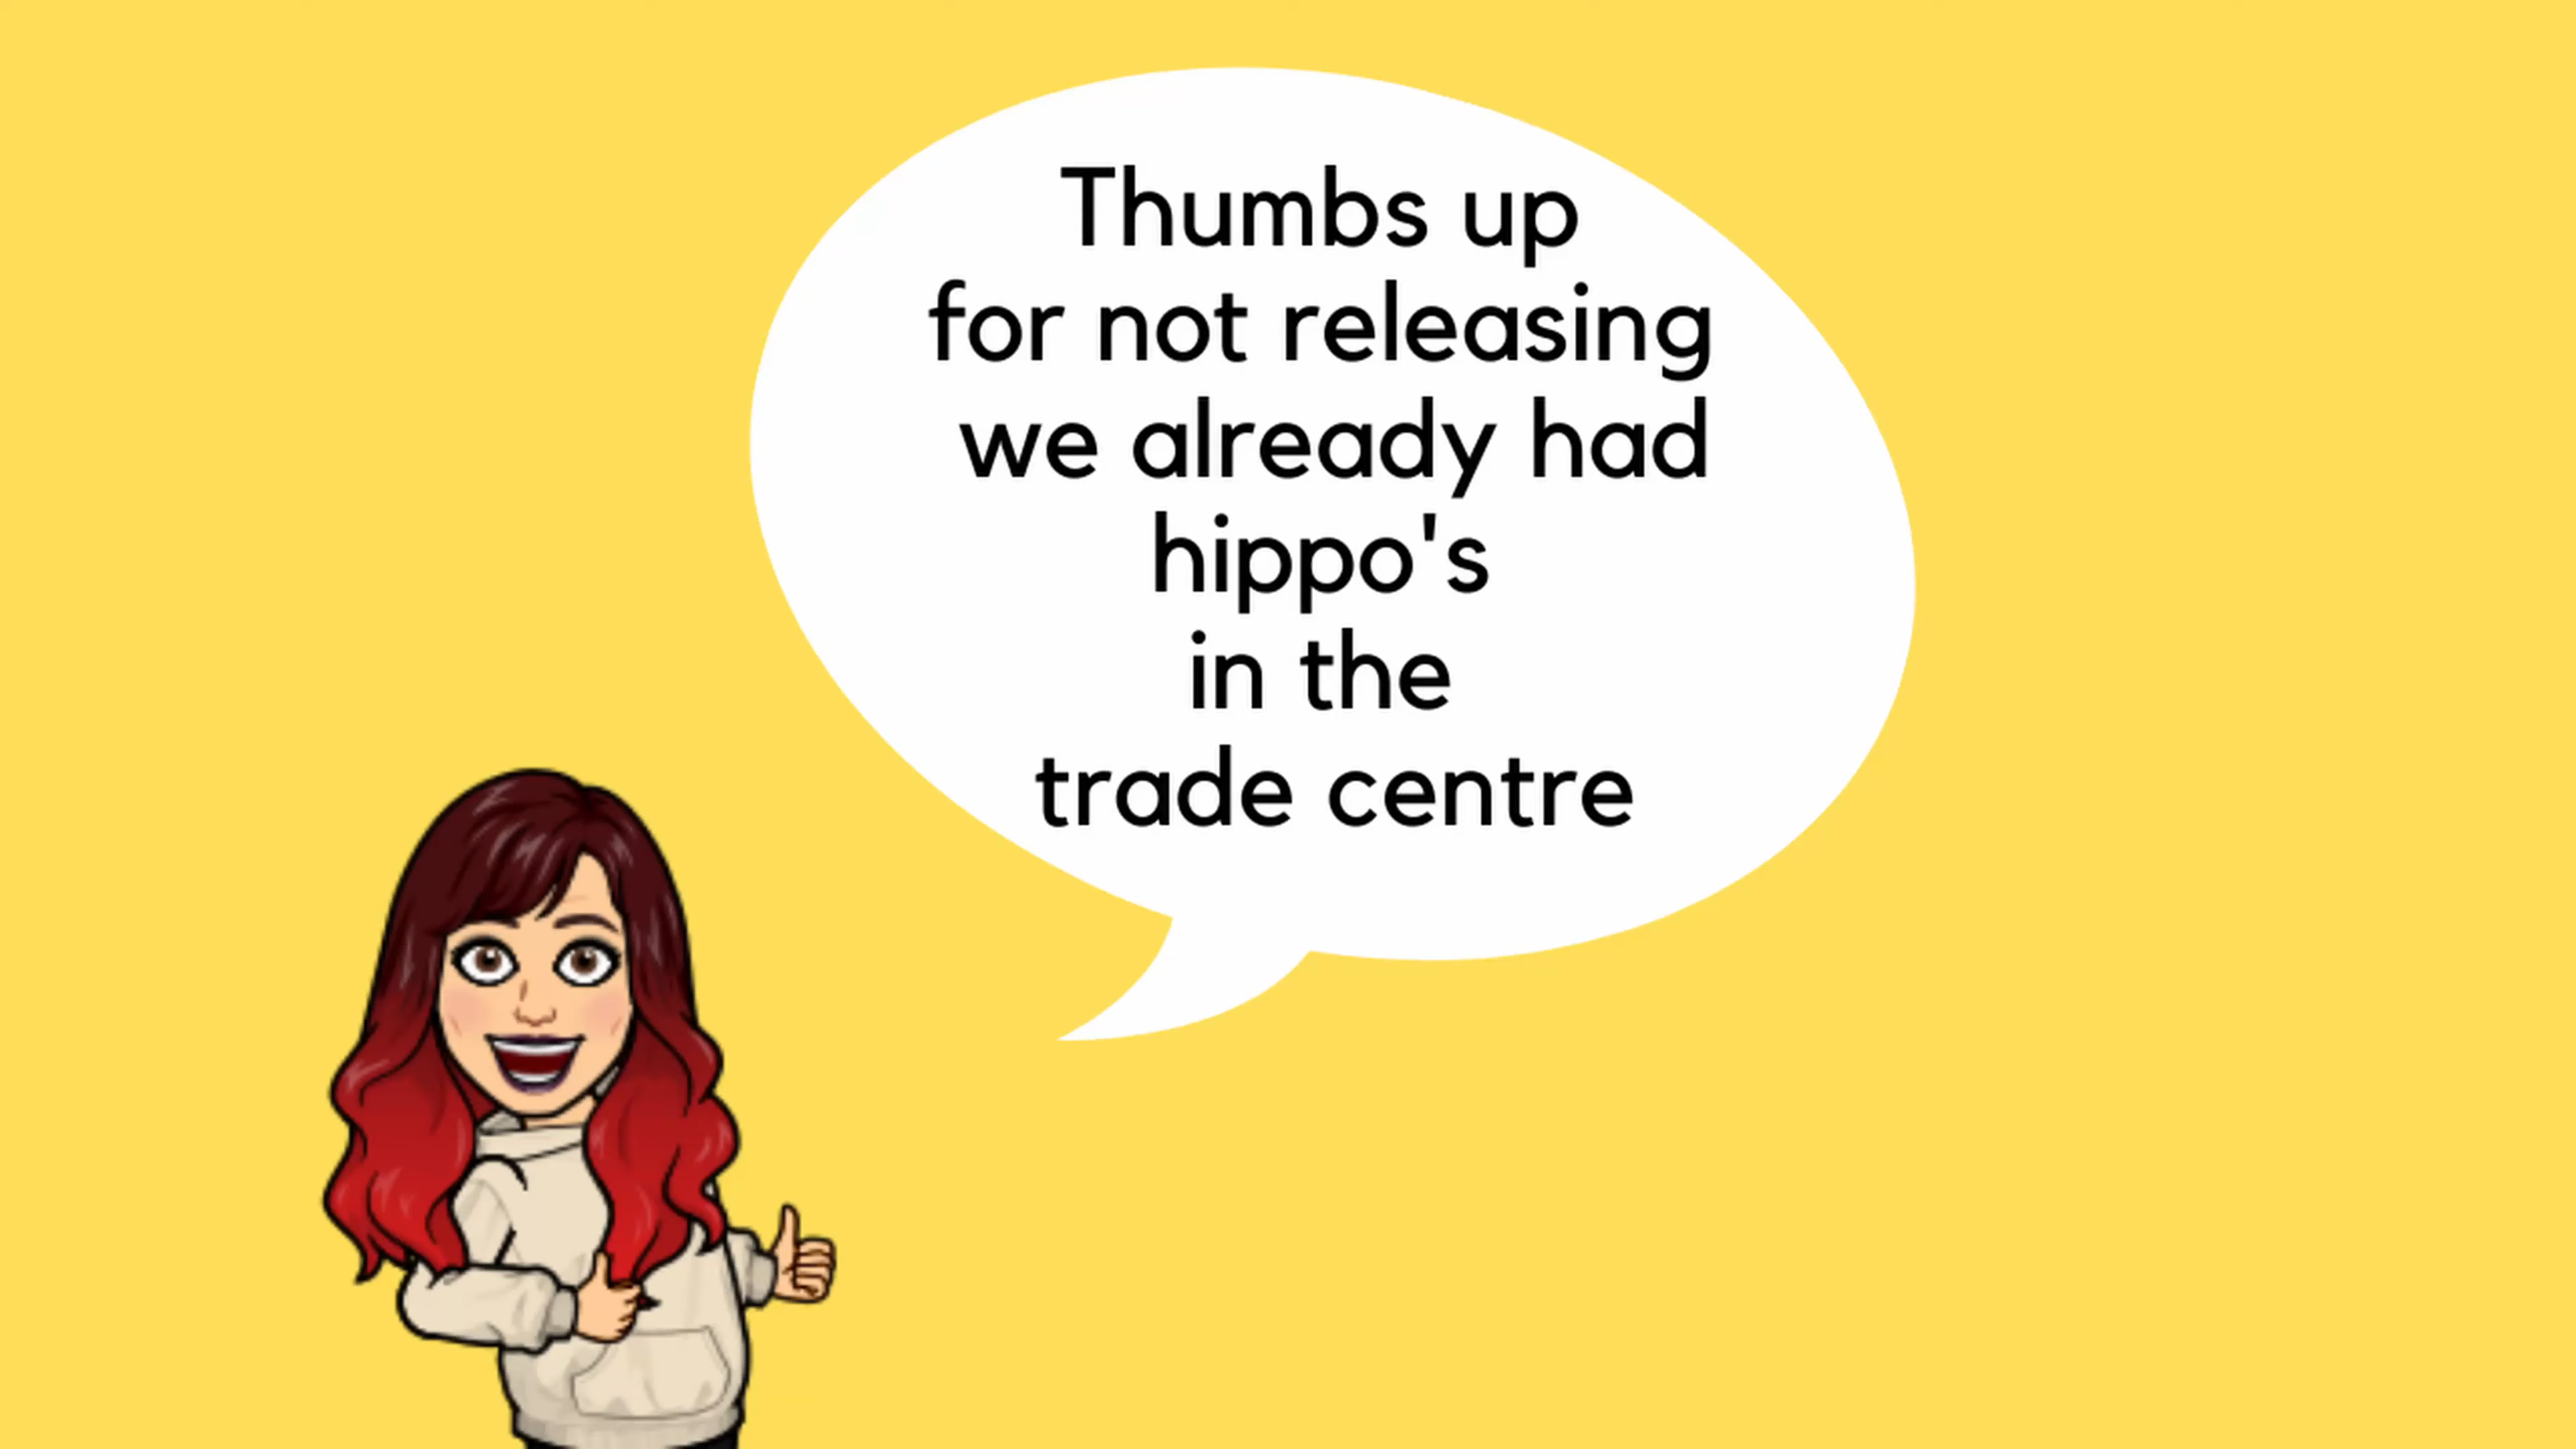 Thumbs up
for not releasing
we already had
hippo's
in the
trade centre